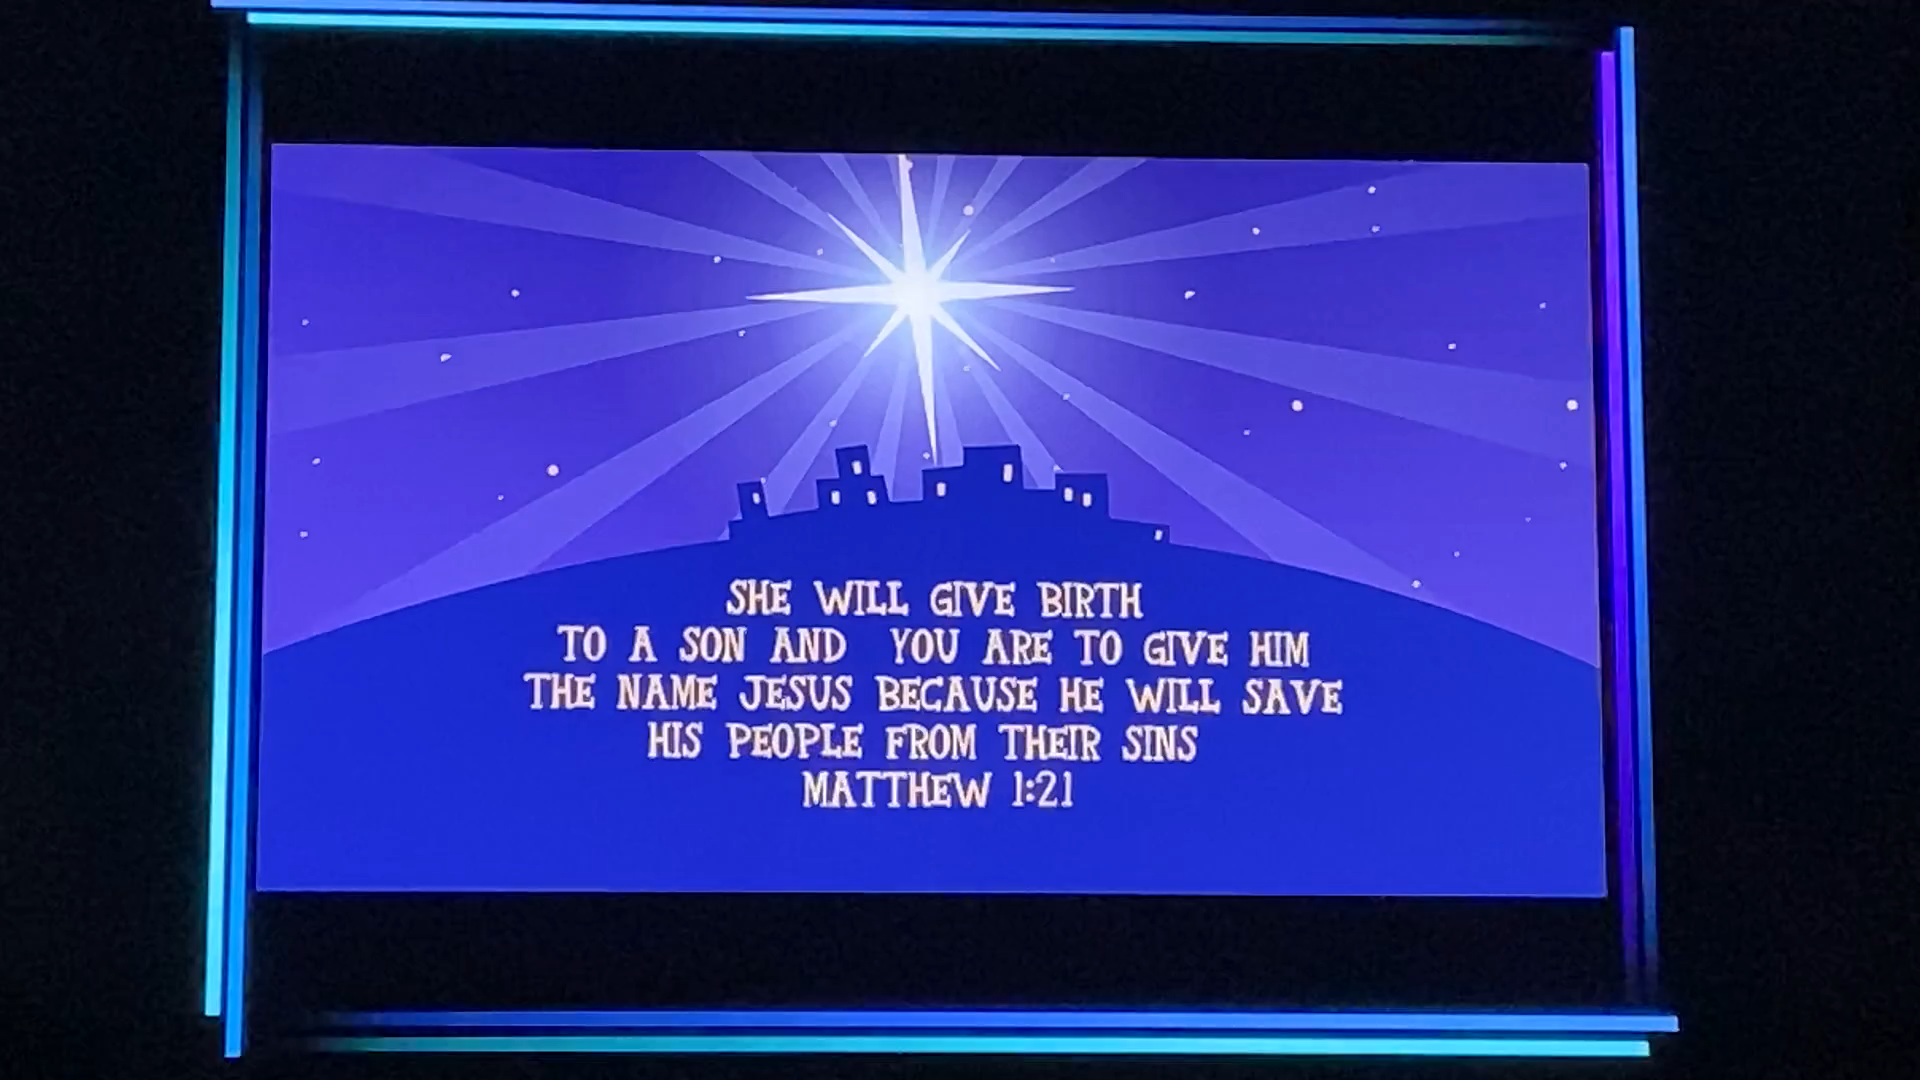 SHE WILL GIVE BIRTH
TO A SON AND YOU ARE TO GIVE HIM
THE NAME JESUS BECAUSE HE WILL SAVE
HIS PEOPLE FROM THEIR SINS
MATTHEW 1:21